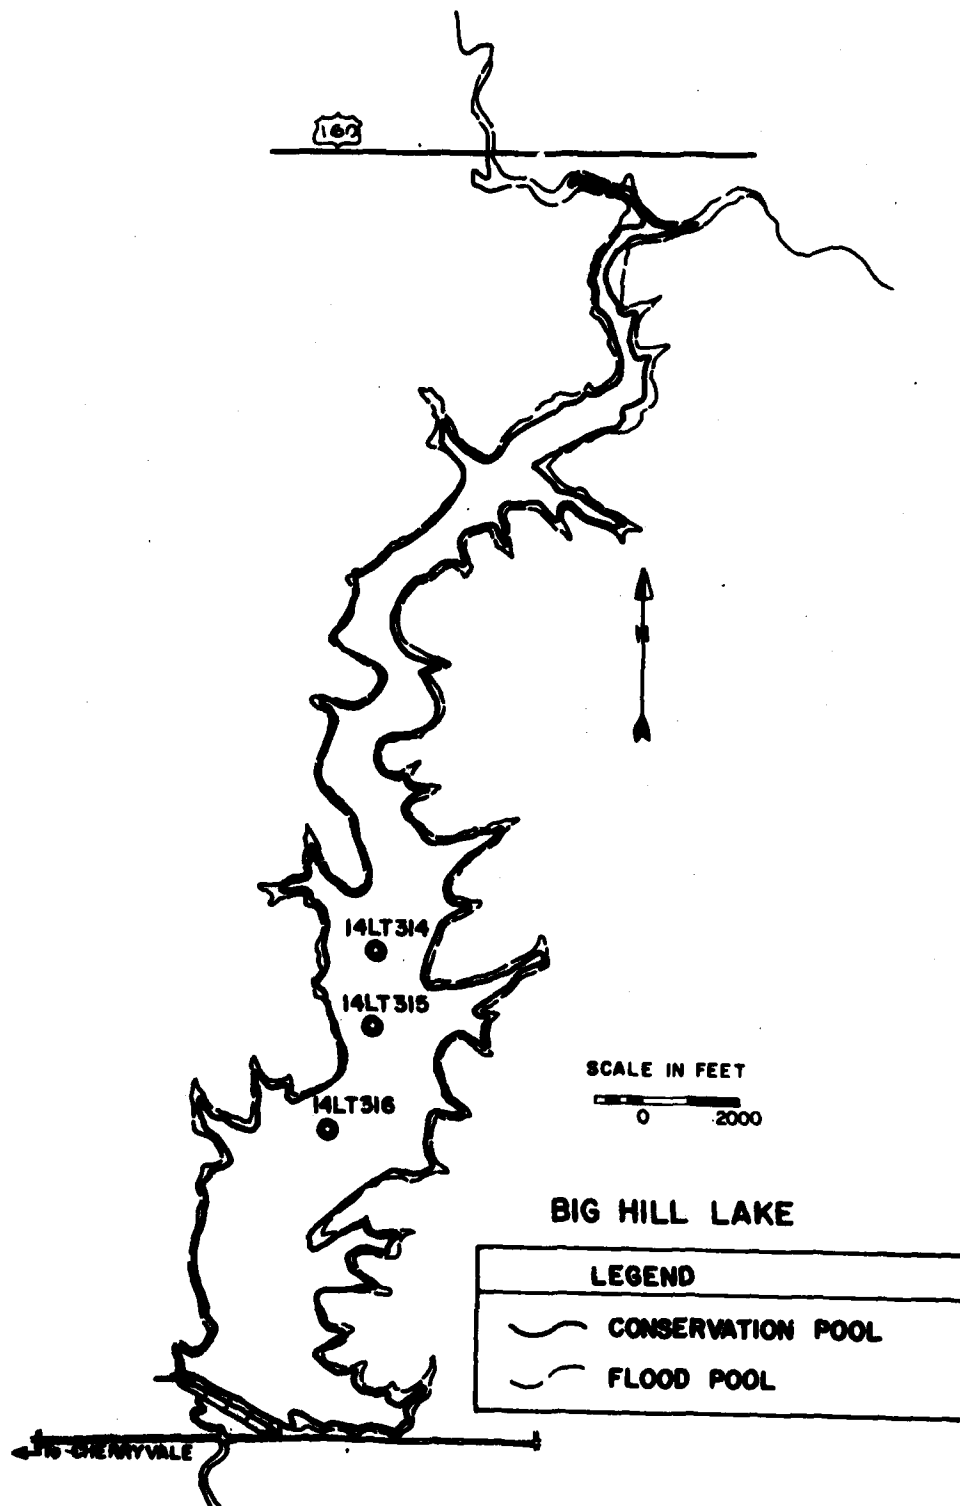 160
N
14LT314
14LT315
14LT316
SCALE IN FEET
0 2000
BIG HILL LAKE
LEGEND
CONSERVATION POOL
FLOOD POOL
TO CHERRYVALE